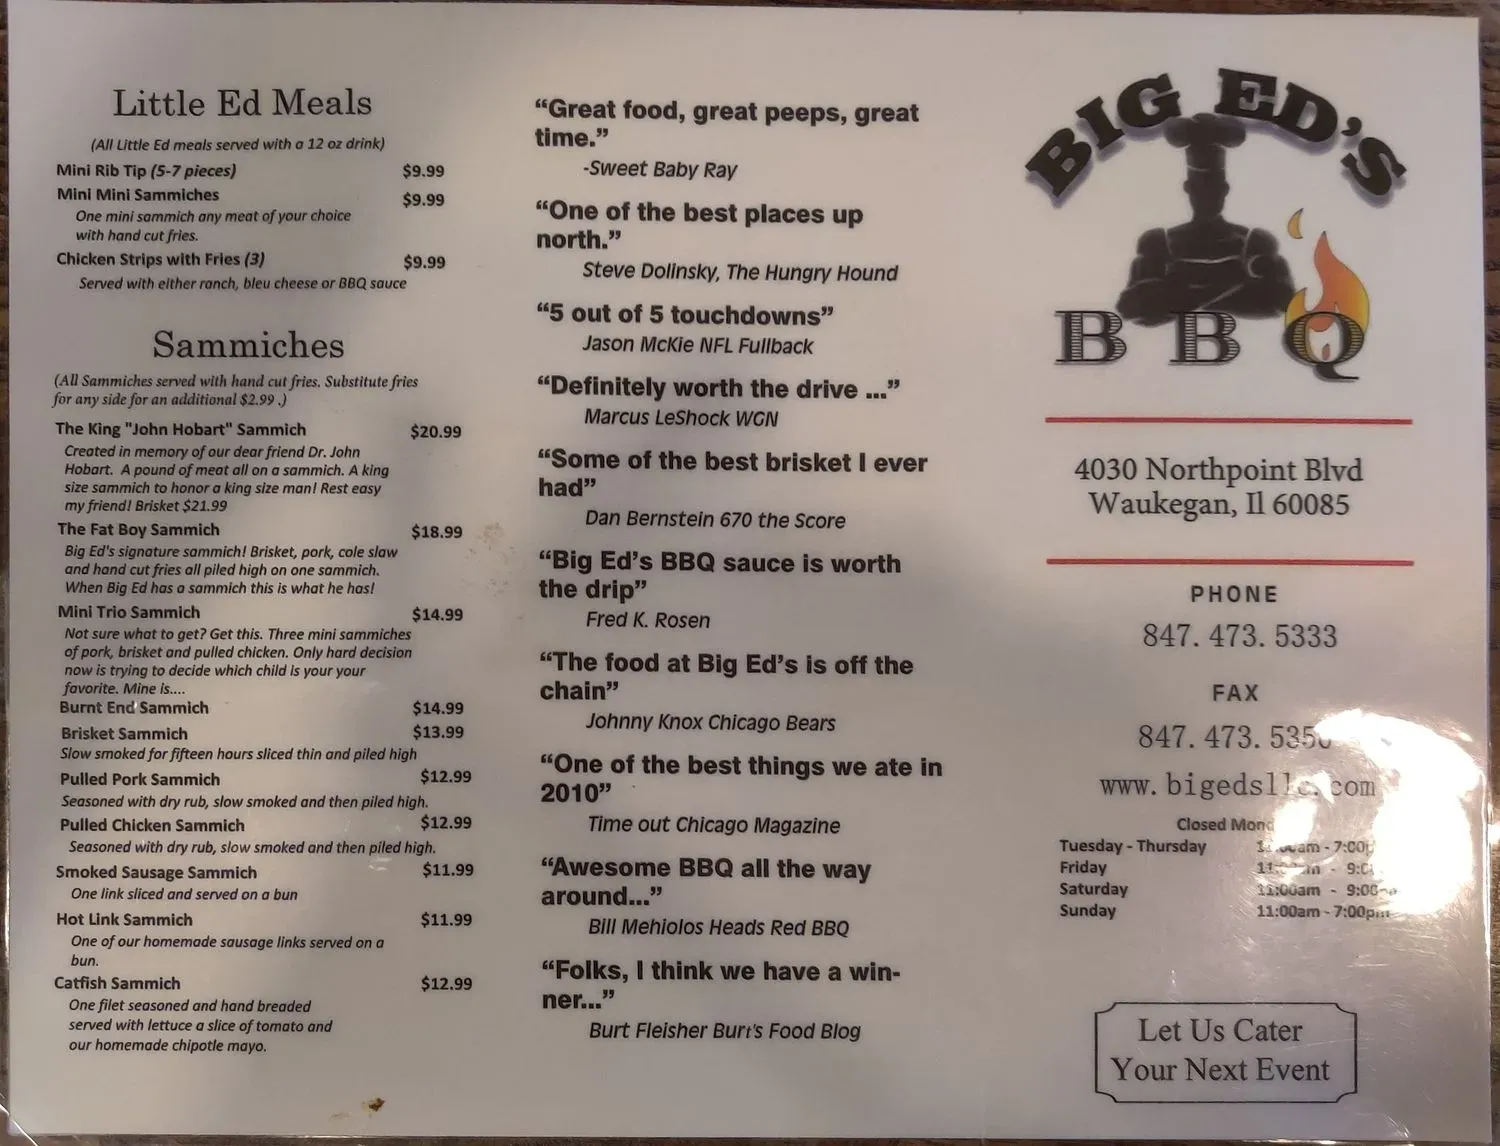 Little Ed Meals
(All Little Ed meals served with a 12 oz drink)
Mini Rib Tip (5-7 pieces) $9.99
Mini Mini Sammiches $9.99
One mini sammich any meat of your choice
with hand cut fries.
Chicken Strips with Fries (3) $9.99
Served with either ranch, bleu cheese or BBQ sauce
Sammiches
(All Sammiches served with hand cut fries. Substitute fries
for any side for an additional $2.99 .)
The King "John Hobart" Sammich $20.99
Created in memory of our dear friend Dr. John
Hobart. A pound of meat all on a sammich. A king
size sammich to honor a king size man! Rest easy
my friend! Brisket $21.99
The Fat Boy Sammich $18.99
Big Ed's signature sammich! Brisket, pork, cole slaw
and hand cut fries all piled high on one sammich.
When Big Ed has a sammich this is what he has!
Mini Trio Sammich $14.99
Not sure what to get? Get this. Three mini sammiches
of pork, brisket and pulled chicken. Only hard decision
now is trying to decide which child is your your
favorite. Mine is....
Burnt End Sammich $14.99
Brisket Sammich $13.99
Slow smoked for fifteen hours sliced thin and piled high
Pulled Pork Sammich $12.99
Seasoned with dry rub, slow smoked and then piled high.
Pulled Chicken Sammich $12.99
Seasoned with dry rub, slow smoked and then piled high.
Smoked Sausage Sammich $11.99
One link sliced and served on a bun
Hot Link Sammich $11.99
One of our homemade sausage links served on a
bun.
Catfish Sammich $12.99
One filet seasoned and hand breaded
served with lettuce a slice of tomato and
our homemade chipotle mayo.
“Great food, great peeps, great
time.”
-Sweet Baby Ray
“One of the best places up
north.”
Steve Dolinsky, The Hungry Hound
“5 out of 5 touchdowns”
Jason McKie NFL Fullback
“Definitely worth the drive ...”
Marcus LeShock WGN
“Some of the best brisket I ever
had”
Dan Bernstein 670 the Score
“Big Ed’s BBQ sauce is worth
the drip”
Fred K. Rosen
“The food at Big Ed’s is off the
chain”
Johnny Knox Chicago Bears
“One of the best things we ate in
2010”
Time out Chicago Magazine
“Awesome BBQ all the way
around...”
Bill Mehiolos Heads Red BBQ
“Folks, I think we have a win-
ner...”
Burt Fleisher Burt's Food Blog
BIG ED’S
BBQ
4030 Northpoint Blvd
Waukegan, Il 60085
PHONE
847. 473. 5333
FAX
847. 473.
www. bigedsllc. com
Closed
Tuesday - Thursday
Friday
Saturday 11:00am - 9:00
Sunday 11:00am - 7:00pm
Let Us Cater
Your Next Event